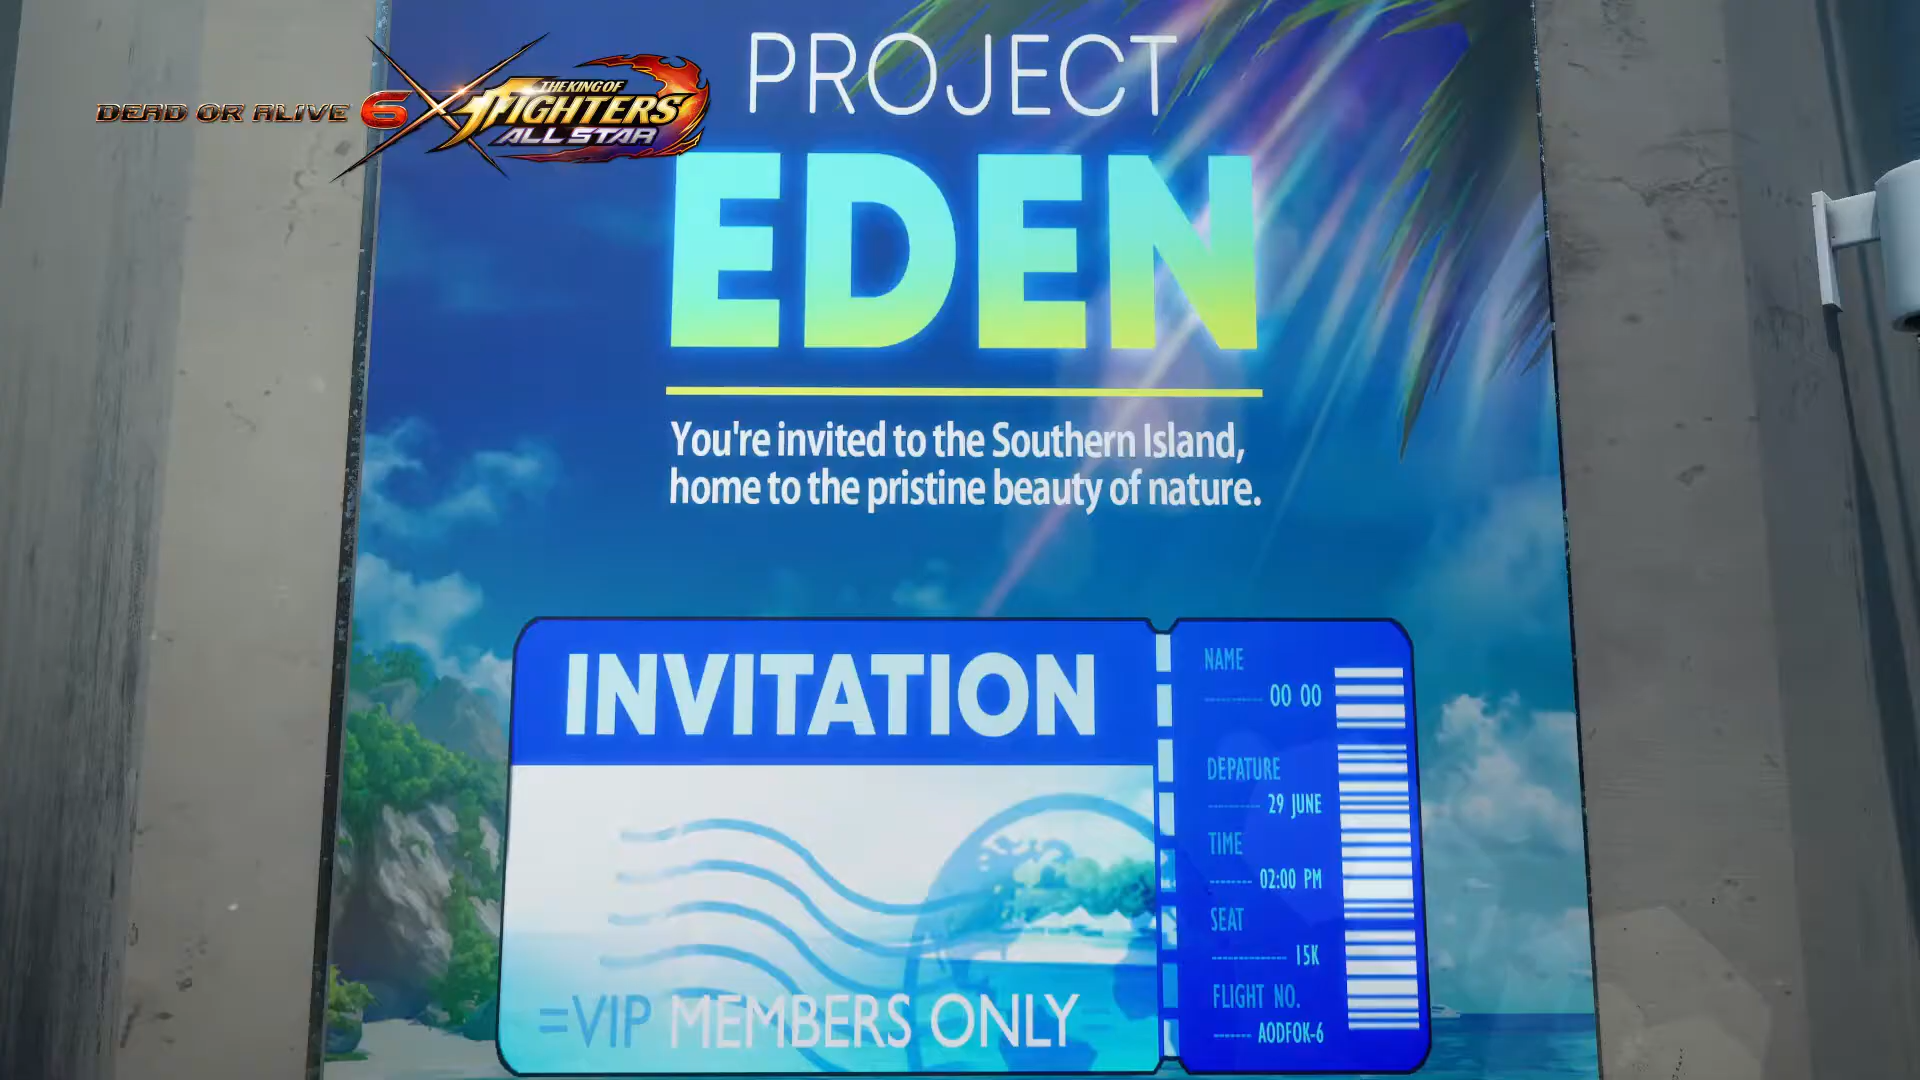 DEAD OR ALIVE 6 X THE KING OF FIGHTERS ALL STAR
PROJECT
EDEN
You're invited to the Southern Island,
home to the pristine beauty of nature.
INVITATION
=VIP MEMBERS ONLY=
NAME
00 00
DEPATURE
29 JUNE
TIME
02:00 PM
SEAT
15K
FLIGHT NO.
AODFOK-6